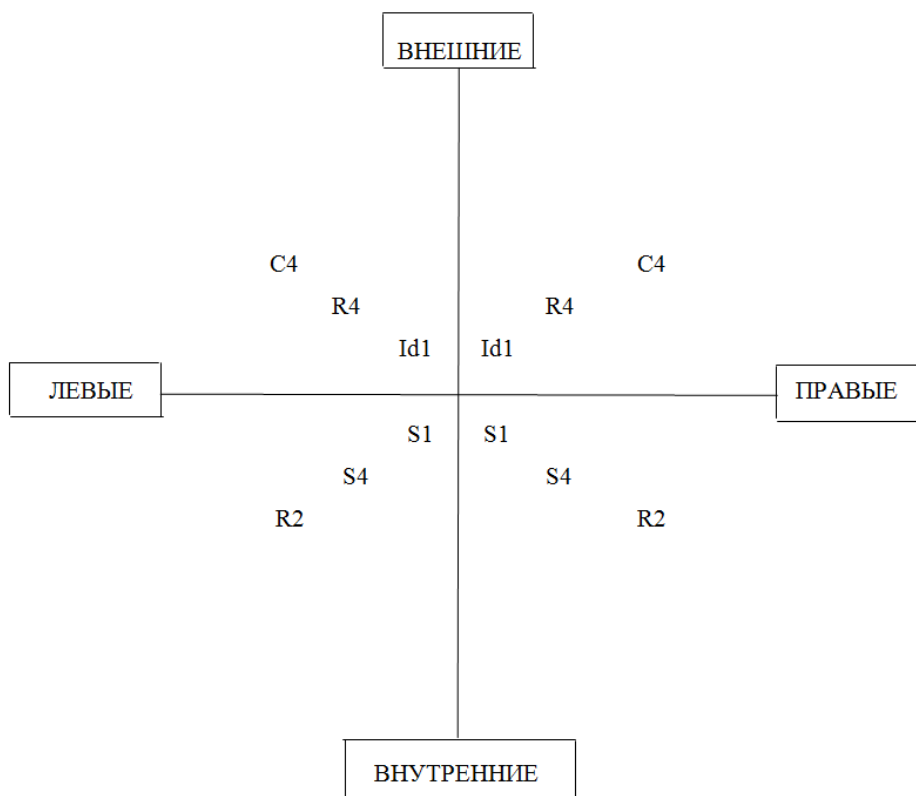 ВНЕШНИЕ
C4 C4
R4 R4
Id1 Id1
ЛЕВЫЕ ПРАВЫЕ
S1 S1
S4 S4
R2 R2
ВНУТРЕННИЕ